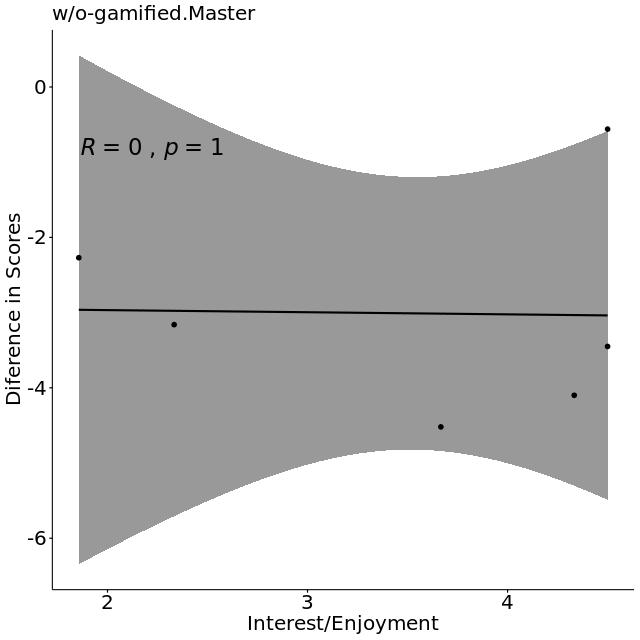 w/o-gamified.Master
0
R = 0 , p = 1
-2
Diference in Scores
-4
-6
2 3 4
Interest/Enjoyment